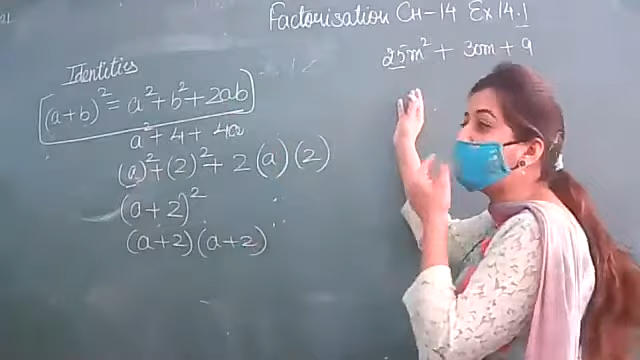 Factorisation CH-14 Ex 14.1
25m² + 30m + 9
Identities
(a+b)² = a² + b² + 2ab
a² + 4 + 4a
(a)² + (2)² + 2(a)(2)
(a+2)²
(a+2)(a+2)